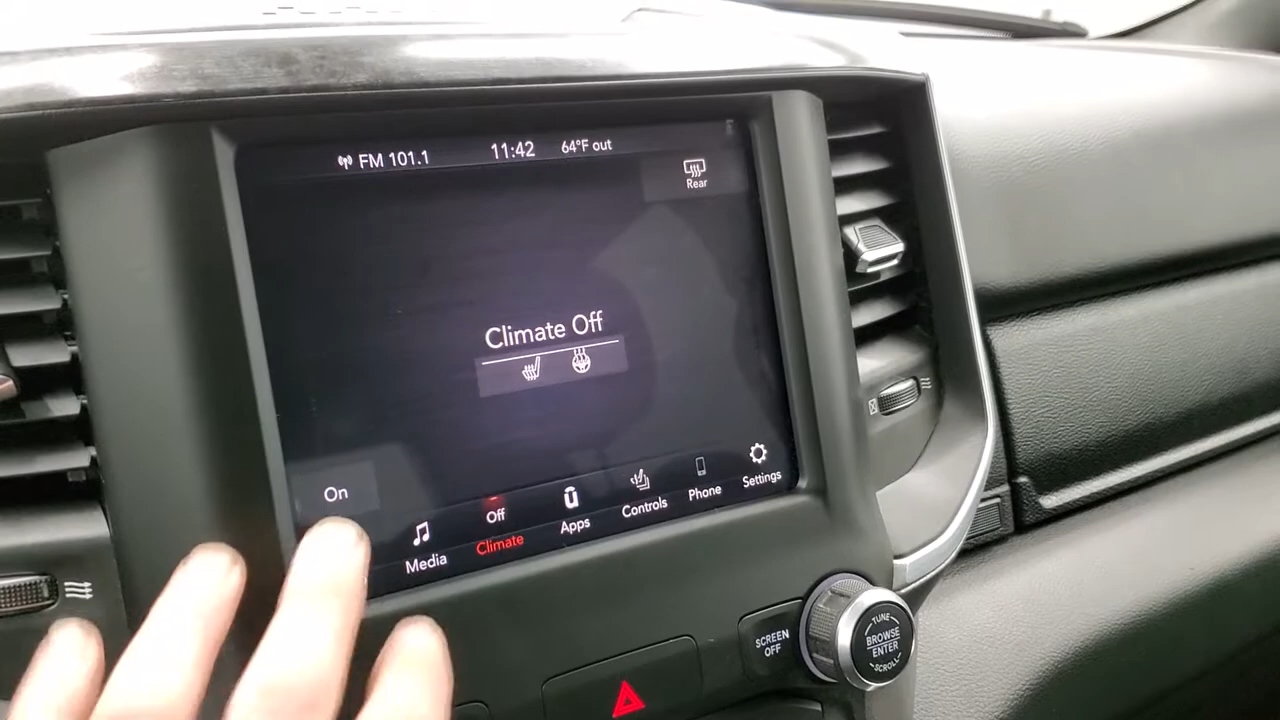 FM 101.1
11:42
64°F out
Rear
Climate Off
On
Media
Off
Climate
Apps
Controls
Phone
Settings
SCREEN
OFF
TUNE
BROWSE
ENTER
SCROLL